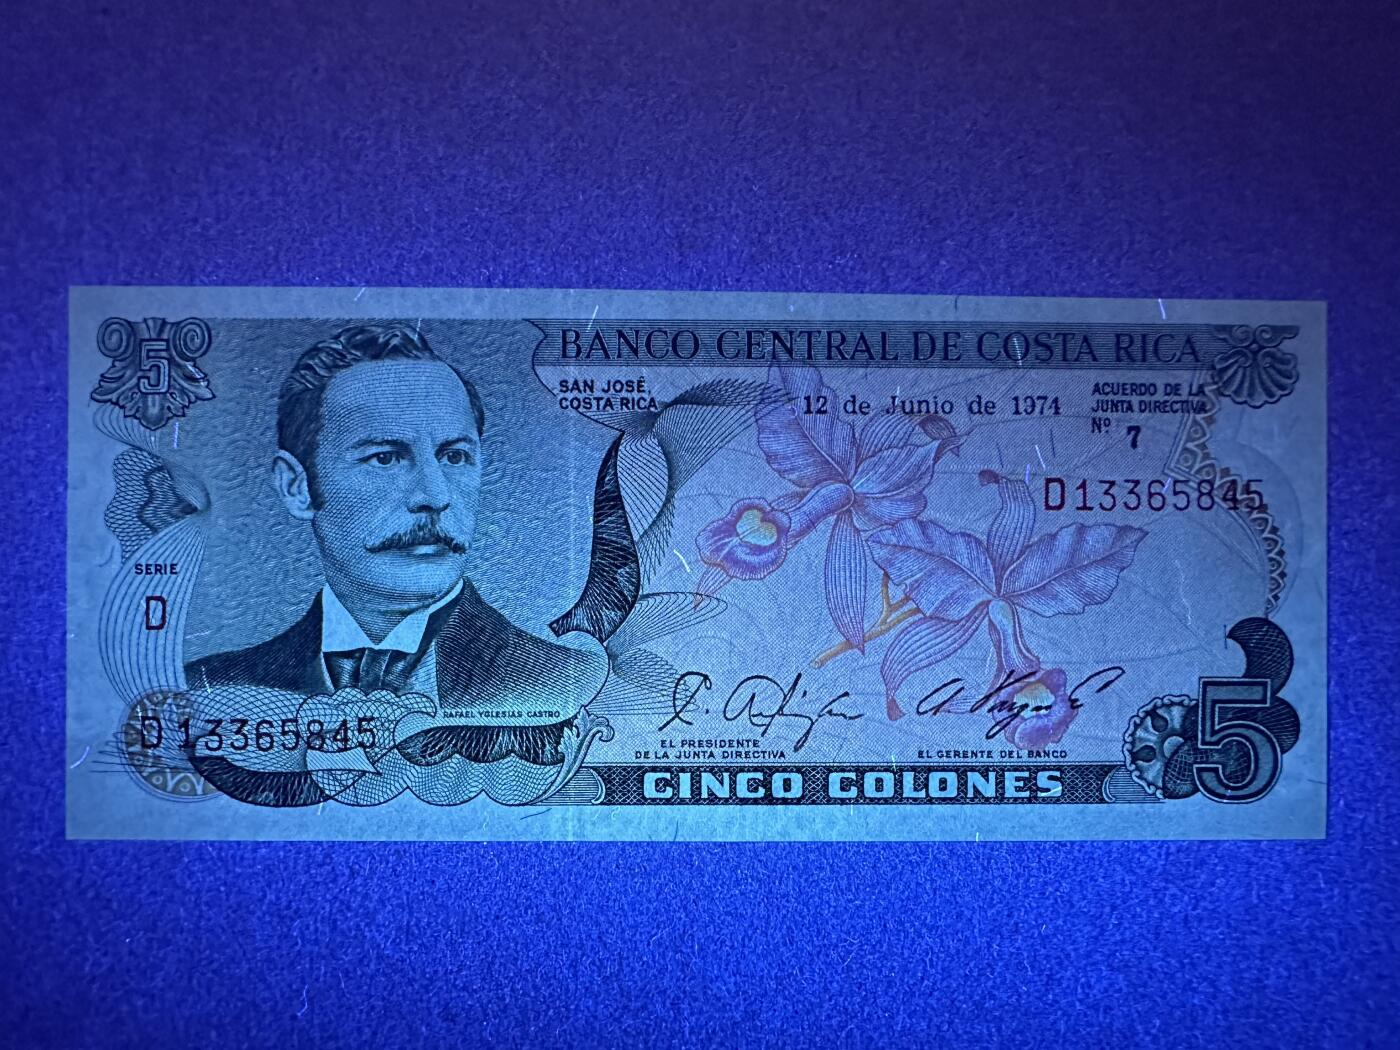 5
BANCO CENTRAL DE COSTA RICA
SAN JOSÉ,
COSTA RICA
12 de Junio de 1974
ACUERDO DE LA
JUNTA DIRECTIVA
Nº 7
D13365845
SERIE
D
D13365845
RAFAEL YGLESIAS CASTRO
EL PRESIDENTE
DE LA JUNTA DIRECTIVA
EL GERENTE DEL BANCO
CINCO COLONES
5